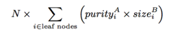 N × ∑_{i∈leaf nodes} (purity_i^A × size_i^B)